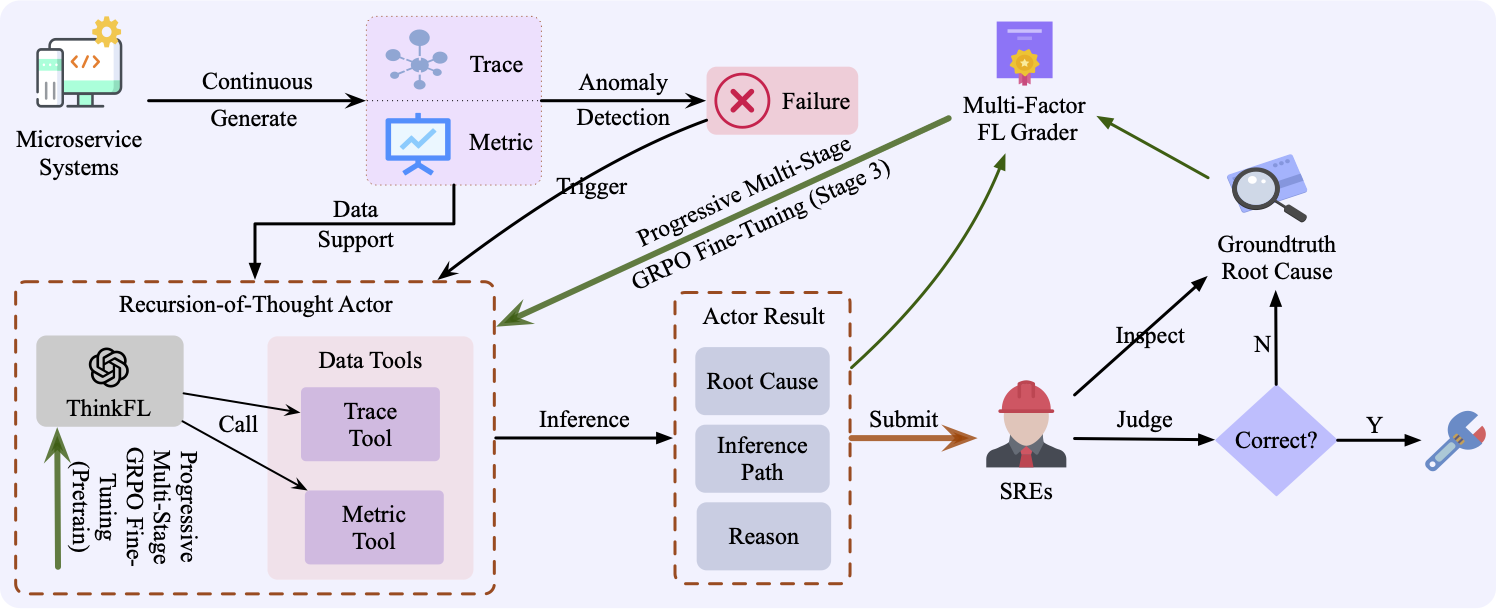 Microservice
Systems
Continuous
Generate
Trace
Metric
Anomaly
Detection
Failure
Trigger
Data
Support
Multi-Factor
FL Grader
Progressive Multi-Stage
GRPO Fine-Tuning (Stage 3)
Groundtruth
Root Cause
Recursion-of-Thought Actor
ThinkFL
Call
Data Tools
Trace
Tool
Metric
Tool
Progressive
Multi-Stage
GRPO Fine-
Tuning
(Pretrain)
Inference
Actor Result
Root Cause
Inference
Path
Reason
Submit
SREs
Inspect
Judge
Correct?
N
Y